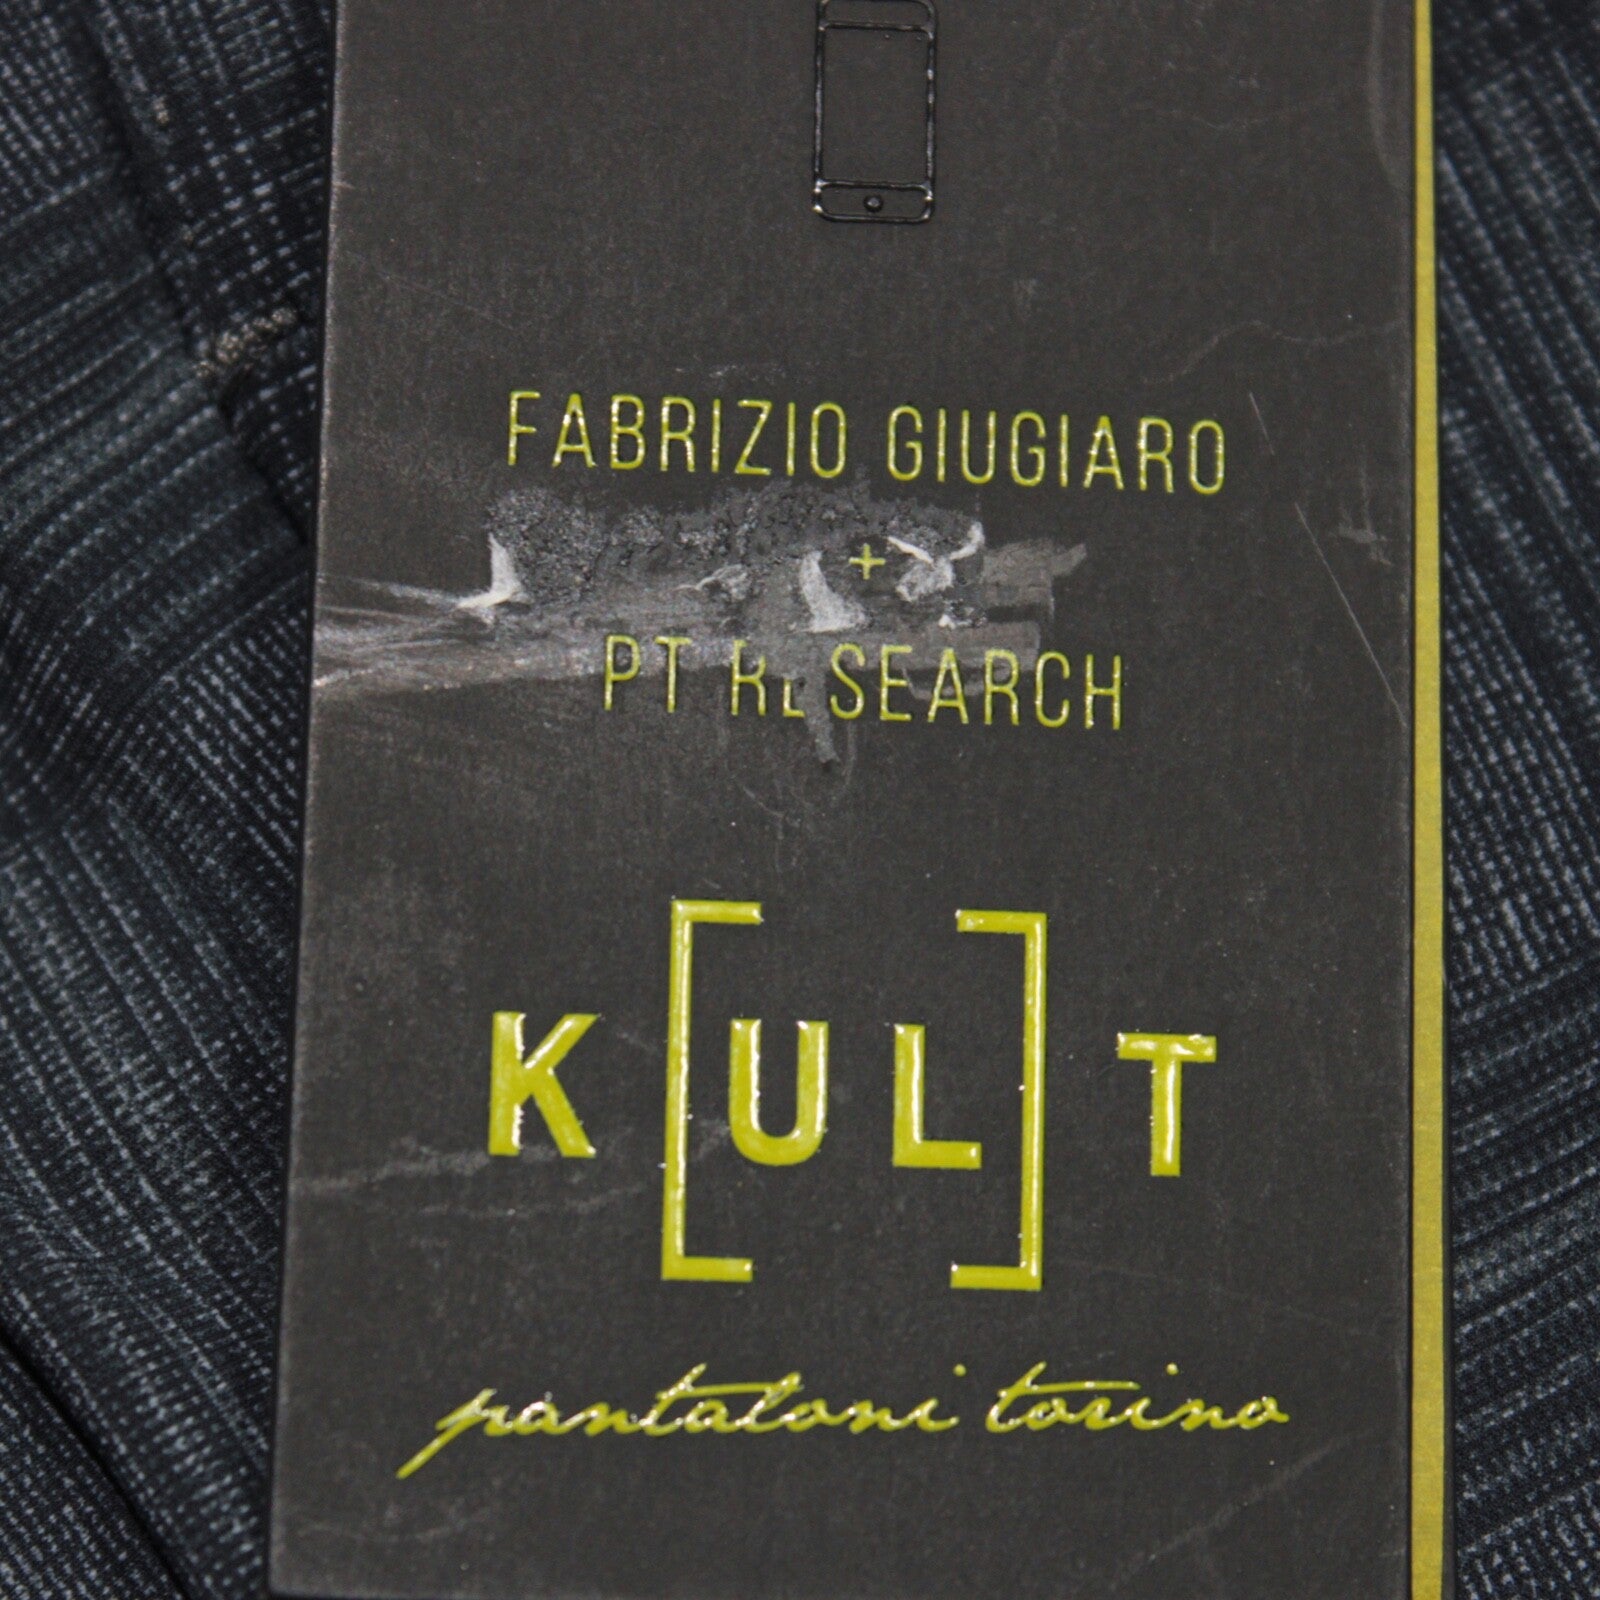 FABRIZIO GIUGIARO
+
PT RESEARCH
K[UL]T
pantaloni torino